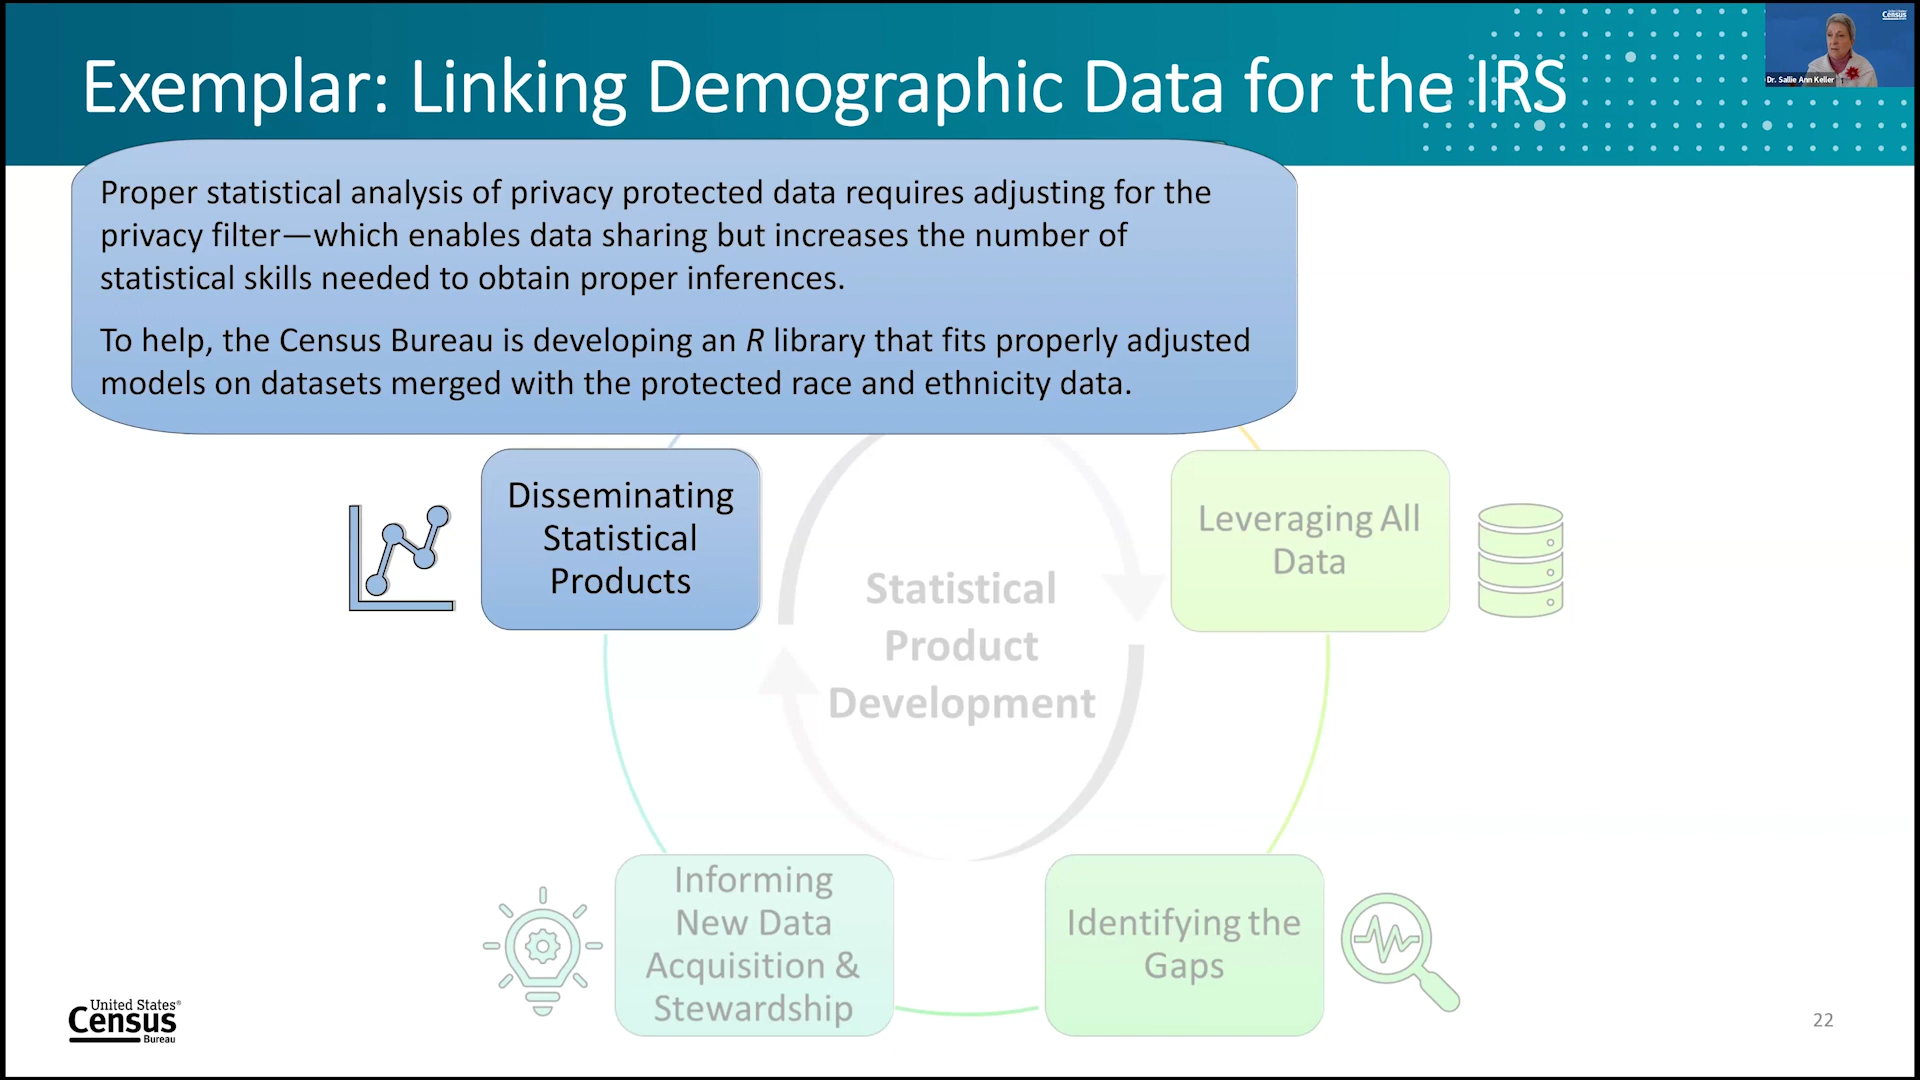 Exemplar: Linking Demographic Data for the IRS
Census
Dr. Sallie Ann Keller
Proper statistical analysis of privacy protected data requires adjusting for the
privacy filter—which enables data sharing but increases the number of
statistical skills needed to obtain proper inferences.
To help, the Census Bureau is developing an R library that fits properly adjusted
models on datasets merged with the protected race and ethnicity data.
Disseminating
Statistical
Products
Leveraging All
Data
Statistical
Product
Development
Informing
New Data
Acquisition &
Stewardship
Identifying the
Gaps
United States®
Census
Bureau
22